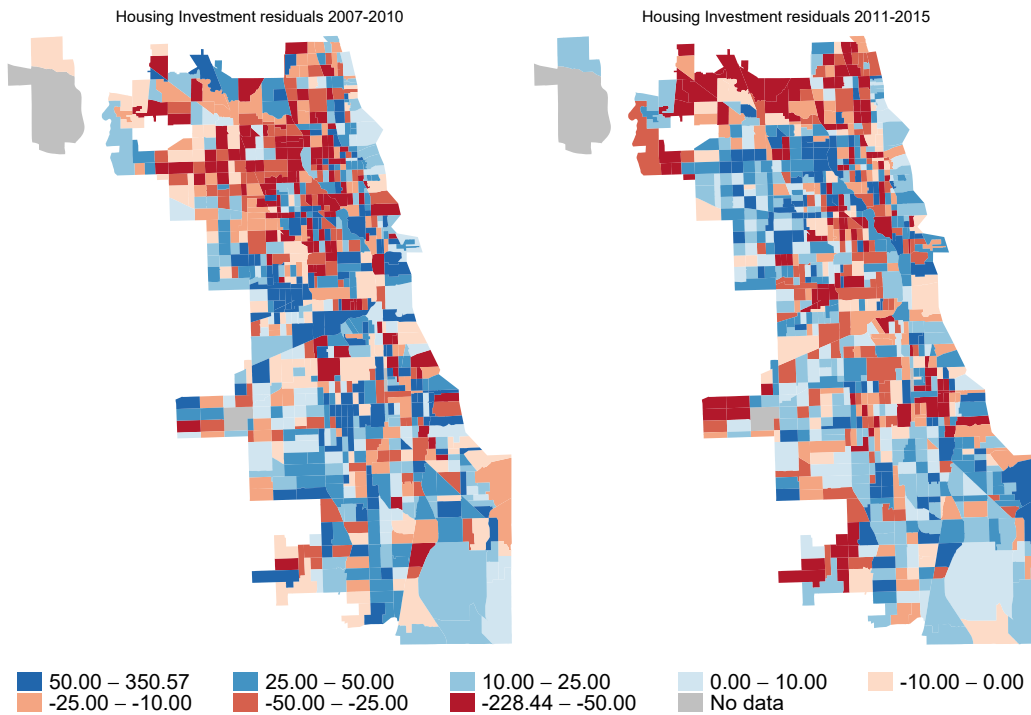 Housing Investment residuals 2007-2010 Housing Investment residuals 2011-2015
50.00 – 350.57 25.00 – 50.00 10.00 – 25.00 0.00 – 10.00 -10.00 – 0.00
-25.00 – -10.00 -50.00 – -25.00 -228.44 – -50.00 No data